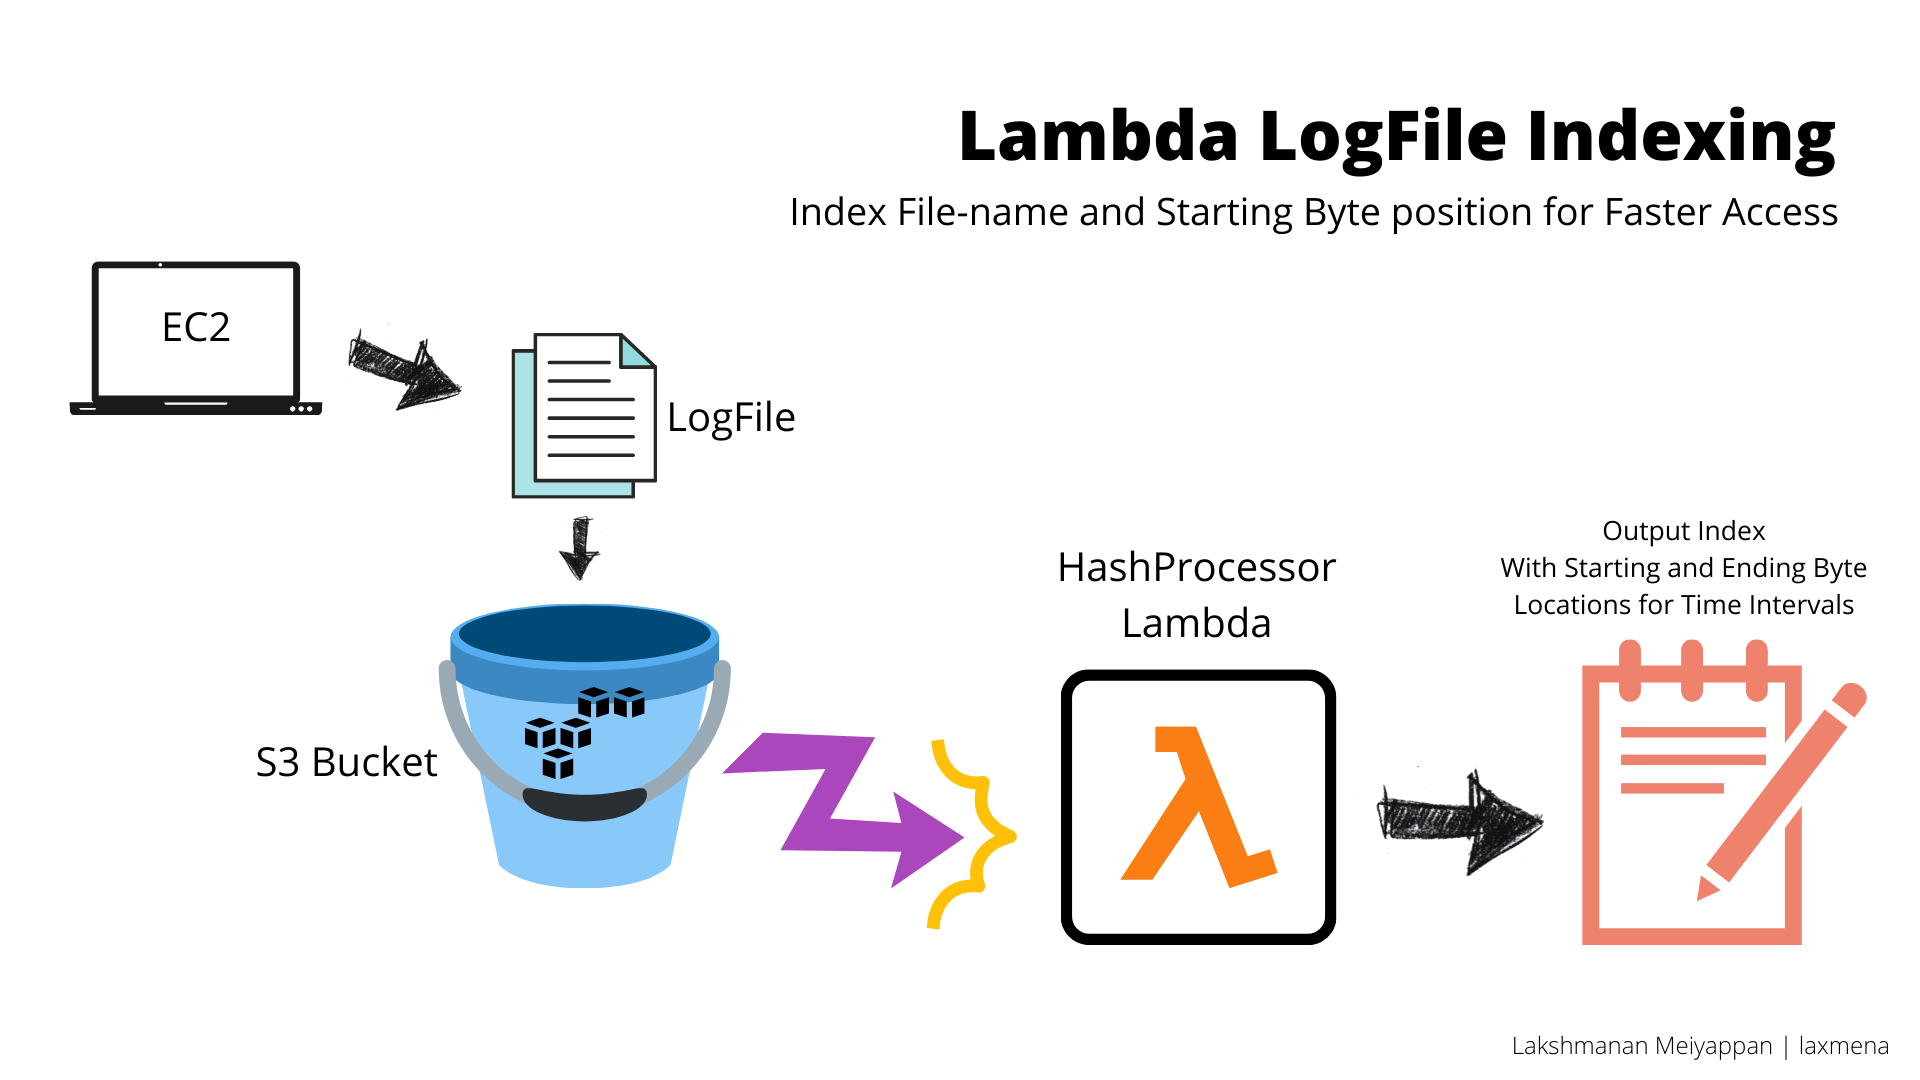 Lambda LogFile Indexing
Index File-name and Starting Byte position for Faster Access
EC2
LogFile
S3 Bucket
HashProcessor
Lambda
Output Index
With Starting and Ending Byte
Locations for Time Intervals
Lakshmanan Meiyappan | laxmena